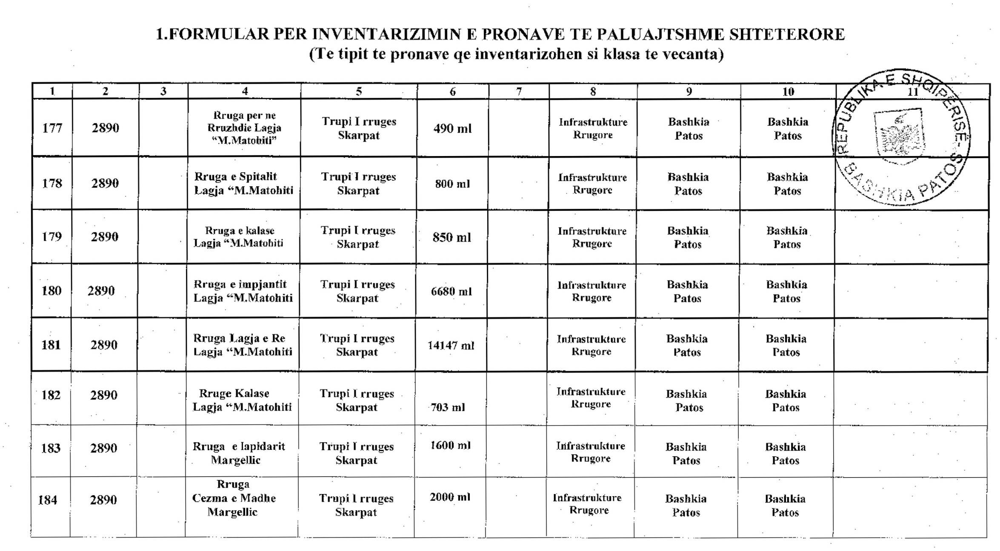 1.FORMULAR PER INVENTARIZIMIN E PRONAVE TE PALUAJTSHME SHTETERORE
(Te tipit te pronave qe inventarizohen si klasa te vecanta)
1 2 3 4 5 6 7 8 9 10 11
REPUBLIKA E SHQIPËRISË- BASHKIA PATOS
177 2890 Rruga per ne Trupi I rruges 490 ml Infrastrukture Bashkia Bashkia
Rruzhdie Lagja Skarpat Rrugore Patos Patos
“M.Matohiti”
178 2890 Rruga e Spitalit Trupi I rruges 800 ml Infrastrukture Bashkia Bashkia
Lagja “M.Matohiti Skarpat Rrugore Patos Patos
179 2890 Rruga e kalase Trupi I rruges 850 ml Infrastrukture Bashkia Bashkia
Lagja “M.Matohiti Skarpat Rrugore Patos Patos
180 2890 Rruga e impjantit Trupi I rruges 6680 ml Infrastrukture Bashkia Bashkia
Lagja “M.Matohiti Skarpat Rrugore Patos Patos
181 2890 Rruga Lagja e Re Trupi I rruges 14147 ml Infrastrukture Bashkia Bashkia
Lagja “M.Matohiti Skarpat Rrugore Patos Patos
182 2890 Rruge Kalase Trupi I rruges 703 ml Infrastrukture Bashkia Bashkia
Lagja “M.Matohiti Skarpat Rrugore Patos Patos
183 2890 Rruga e lapidarit Trupi I rruges 1600 ml Infrastrukture Bashkia Bashkia
Margellic Skarpat Rrugore Patos Patos
Rruga
184 2890 Cezma e Madhe Trupi I rruges 2000 ml Infrastrukture Bashkia Bashkia
Margellic Skarpat Rrugore Patos Patos